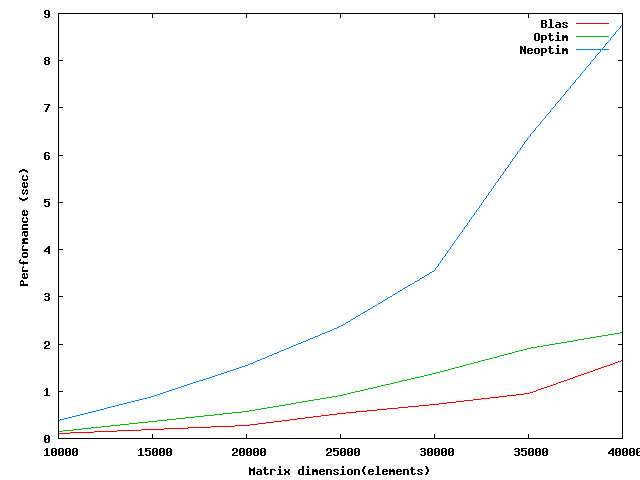 9
8
7
6
5
4
3
2
1
0
Performance (sec)
Blas
Optim
Neoptim
10000 15000 20000 25000 30000 35000 40000
Matrix dimension(elements)